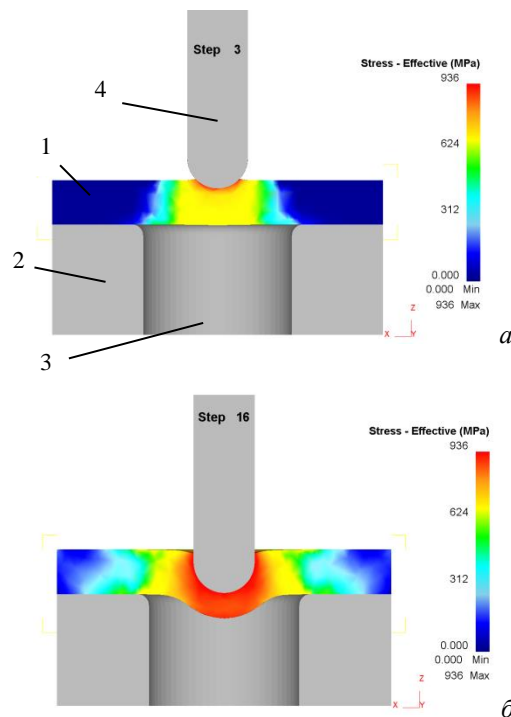 Step 3
Stress - Effective (MPa)
936
4
1
624
312
2
0.000
0.000 Min
936 Max
Z
X Y
3
а
Step 16
Stress - Effective (MPa)
936
624
312
0.000
0.000 Min
936 Max
Z
X Y
б